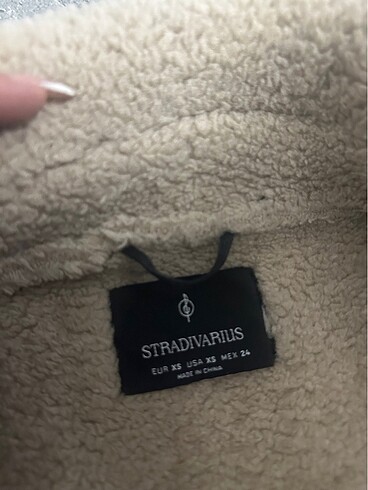 STRADIVARIUS
EUR XS USA XS MEX 24
MADE IN CHINA